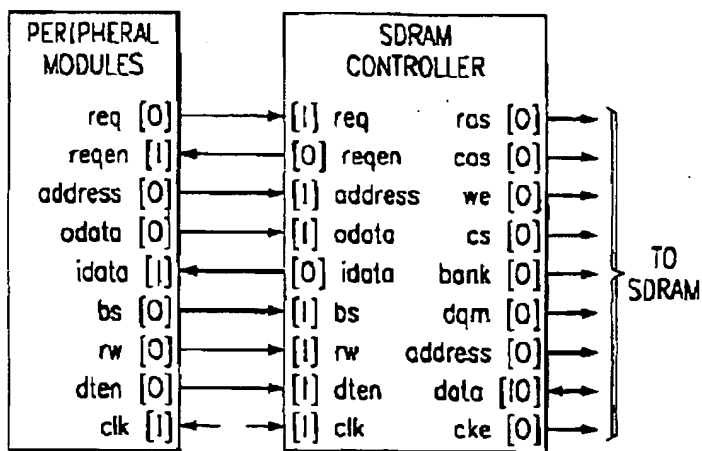 PERIPHERAL MODULES
req [O]
reqen [I]
address [O]
odata [O]
idata [I]
bs [O]
rw [O]
dten [O]
clk [I]
SDRAM CONTROLLER
[I] req ras [O]
[O] reqen cas [O]
[I] address we [O]
[I] odata cs [O]
[O] idata bank [O]
[I] bs dqm [O]
[I] rw address [O]
[I] dten data [IO]
[I] clk cke [O]
TO SDRAM